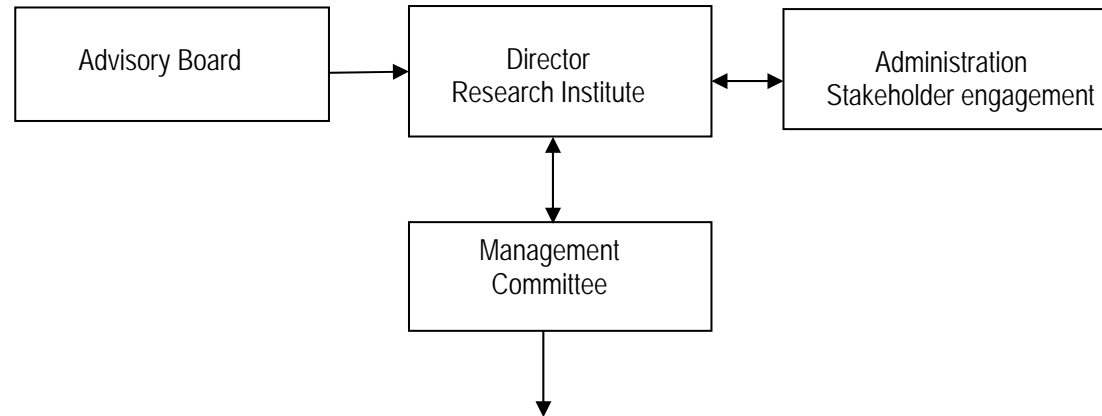 Advisory Board
Director
Research Institute
Administration
Stakeholder engagement
Management
Committee